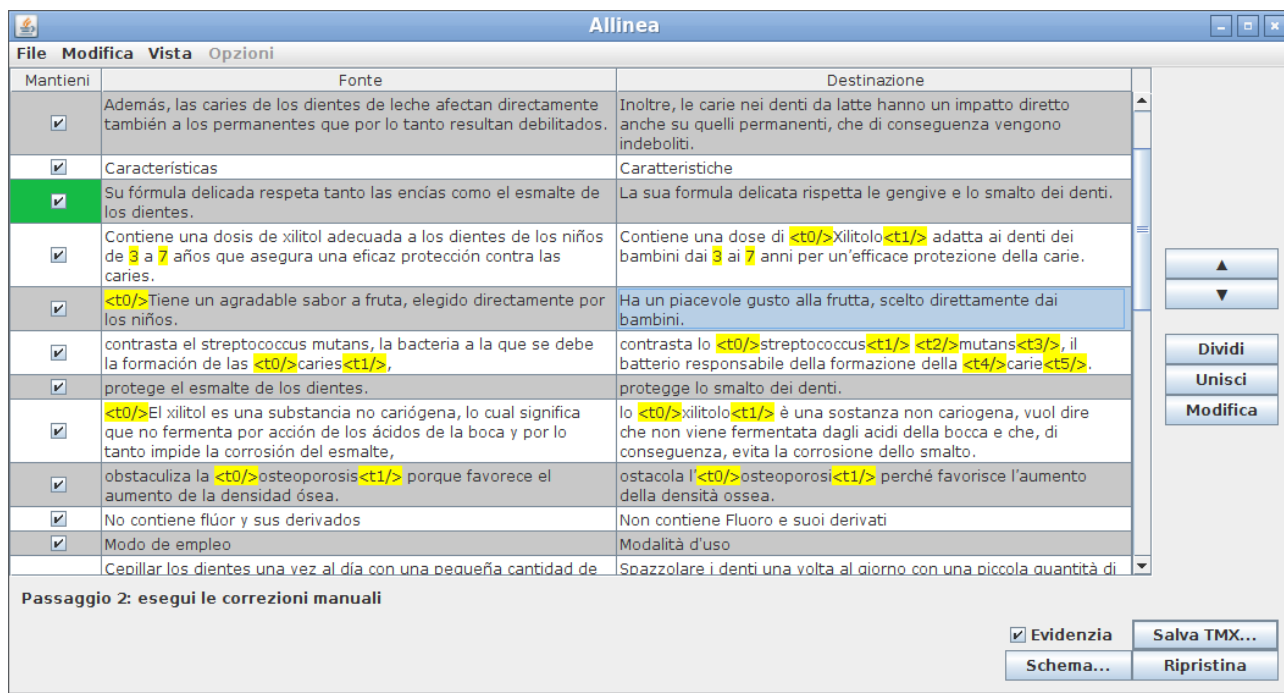 Allinea
File Modifica Vista Opzioni
Mantieni Fonte Destinazione
Además, las caries de los dientes de leche afectan directamente
también a los permanentes que por lo tanto resultan debilitados.
Inoltre, le carie nei denti da latte hanno un impatto diretto
anche su quelli permanenti, che di conseguenza vengono
indeboliti.
Características
Caratteristiche
Su fórmula delicada respeta tanto las encías como el esmalte de
los dientes.
La sua formula delicata rispetta le gengive e lo smalto dei denti.
Contiene una dosis de xilitol adecuada a los dientes de los niños
de 3 a 7 años que asegura una eficaz protección contra las
caries.
Contiene una dose di <t0/>Xilitolo<t1/> adatta ai denti dei
bambini dai 3 ai 7 anni per un'efficace protezione della carie.
<t0/>Tiene un agradable sabor a fruta, elegido directamente por
los niños.
Ha un piacevole gusto alla frutta, scelto direttamente dai
bambini.
contrasta el streptococcus mutans, la bacteria a la que se debe
la formación de las <t0/>caries<t1/>,
contrasta lo <t0/>streptococcus<t1/> <t2/>mutans<t3/>, il
batterio responsabile della formazione della <t4/>carie<t5/>.
protege el esmalte de los dientes.
protegge lo smalto dei denti.
<t0/>El xilitol es una substancia no cariógena, lo cual significa
que no fermenta por acción de los ácidos de la boca y por lo
tanto impide la corrosión del esmalte,
lo <t0/>xilitolo<t1/> è una sostanza non cariogena, vuol dire
che non viene fermentata dagli acidi della bocca e che, di
conseguenza, evita la corrosione dello smalto.
obstaculiza la <t0/>osteoporosis<t1/> porque favorece el
aumento de la densidad ósea.
ostacola l'<t0/>osteoporosi<t1/> perché favorisce l'aumento
della densità ossea.
No contiene flúor y sus derivados
Non contiene Fluoro e suoi derivati
Modo de empleo
Modalità d'uso
Cepillar los dientes una vez al día con una pequeña cantidad de
Spazzolare i denti una volta al giorno con una piccola quantità di
▲
▼
Dividi
Unisci
Modifica
Passaggio 2: esegui le correzioni manuali
Evidenzia
Salva TMX...
Schema...
Ripristina